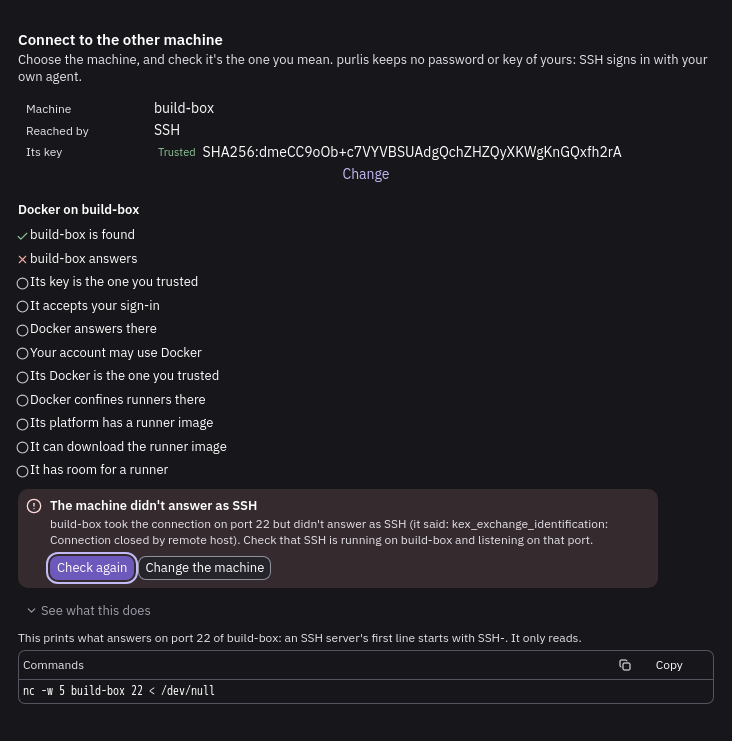 Connect to the other machine
Choose the machine, and check it's the one you mean. purlis keeps no password or key of yours: SSH signs in with your
own agent.
Machine build-box
Reached by SSH
Its key Trusted SHA256:dmeCC9oOb+c7VYVBSUAdgQchZHZQyXKWgKnGQxfh2rA
Change
Docker on build-box
build-box is found
build-box answers
Its key is the one you trusted
It accepts your sign-in
Docker answers there
Your account may use Docker
Its Docker is the one you trusted
Docker confines runners there
Its platform has a runner image
It can download the runner image
It has room for a runner
The machine didn't answer as SSH
build-box took the connection on port 22 but didn't answer as SSH (it said: kex_exchange_identification:
Connection closed by remote host). Check that SSH is running on build-box and listening on that port.
Check again Change the machine
See what this does
This prints what answers on port 22 of build-box: an SSH server's first line starts with SSH-. It only reads.
Commands Copy
nc -w 5 build-box 22 < /dev/null